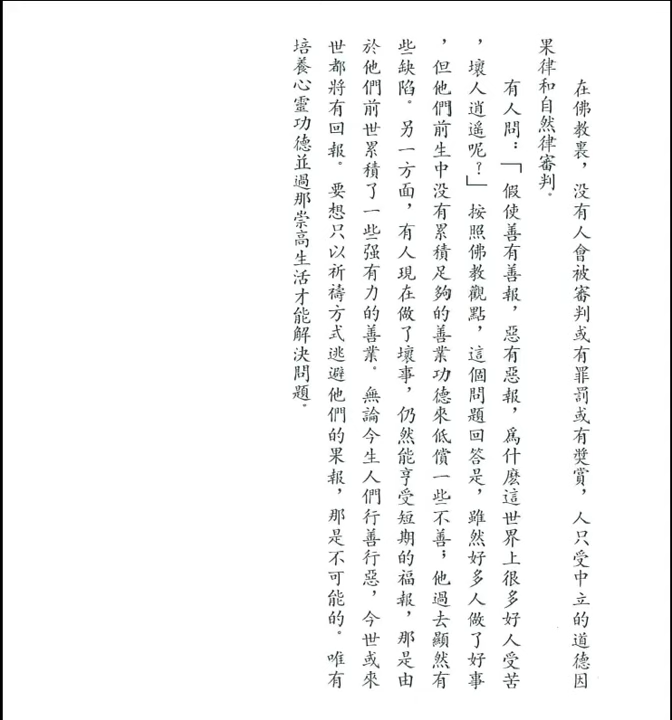 在佛教裏，没有人會被審判或有罪罰或有獎賞，人只受中立的道德因
果律和自然律審判。
有人問：「假使善有善報，惡有惡報，爲什麽這世界上很多好人受苦
，壞人逍遥呢？」按照佛教觀點，這個問題回答是，雖然好多人做了好事
，但他們前生中没有累積足夠的善業功德來低償一些不善；他過去顯然有
些缺陷。另一方面，有人現在做了壞事，仍然能亨受短期的福報，那是由
於他們前世累積了一些强有力的善業。無論今生人們行善行惡，今世或來
世都將有回報。要想只以祈禱方式逃避他們的果報，那是不可能的。唯有
培養心靈功德並過那崇高生活才能解決問題。